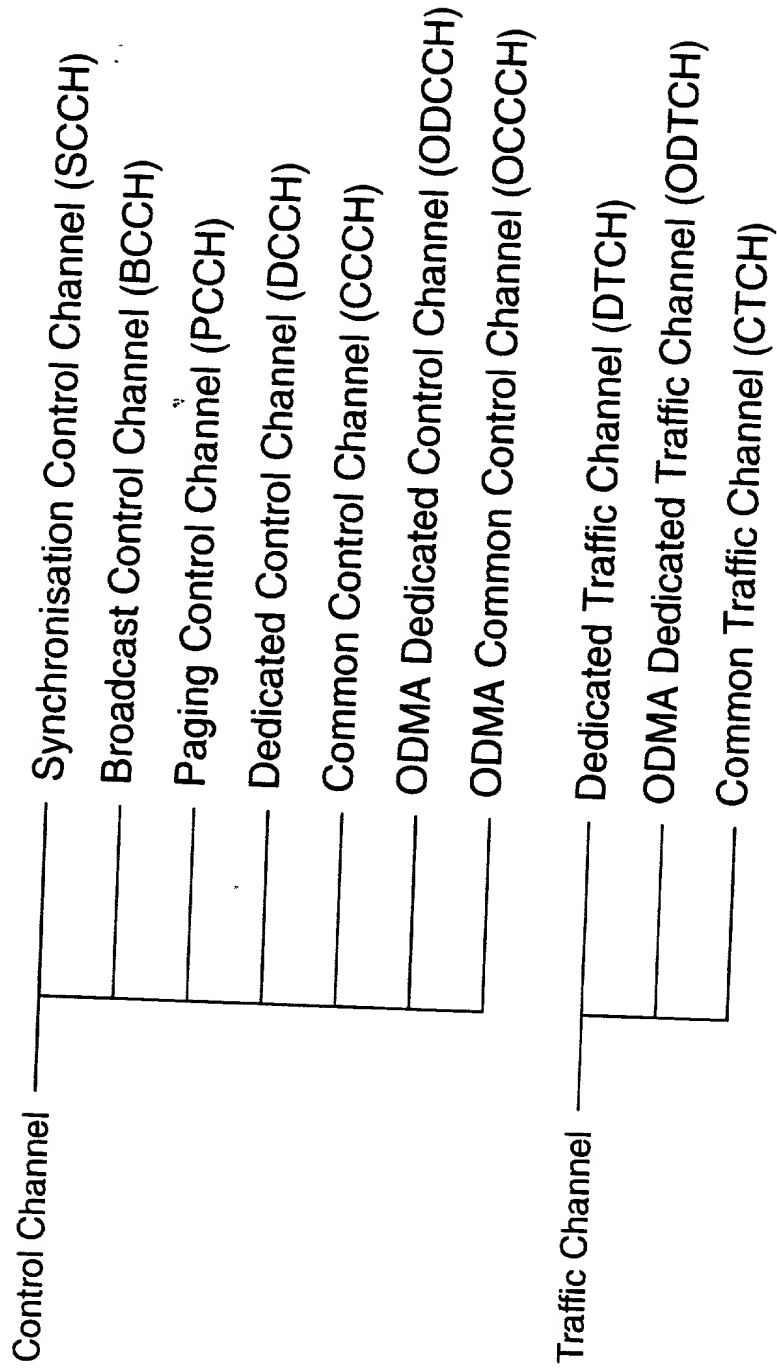 Control Channel
Synchronisation Control Channel (SCCH)
Broadcast Control Channel (BCCH)
Paging Control Channel (PCCH)
Dedicated Control Channel (DCCH)
Common Control Channel (CCCH)
ODMA Dedicated Control Channel (ODCCH)
ODMA Common Control Channel (OCCCH)
Traffic Channel
Dedicated Traffic Channel (DTCH)
ODMA Dedicated Traffic Channel (ODTCH)
Common Traffic Channel (CTCH)